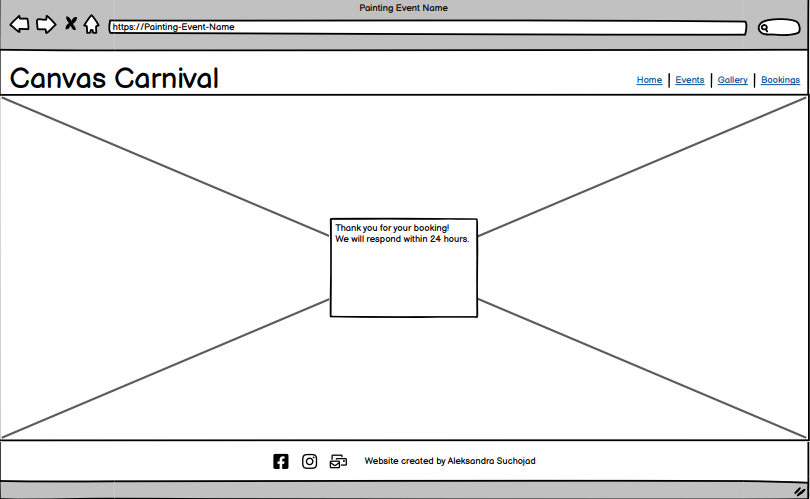 Painting Event Name
https://Painting-Event-Name
Canvas Carnival
Home | Events | Gallery | Bookings
Thank you for your booking!
We will respond within 24 hours.
Website created by Aleksandra Suchojad